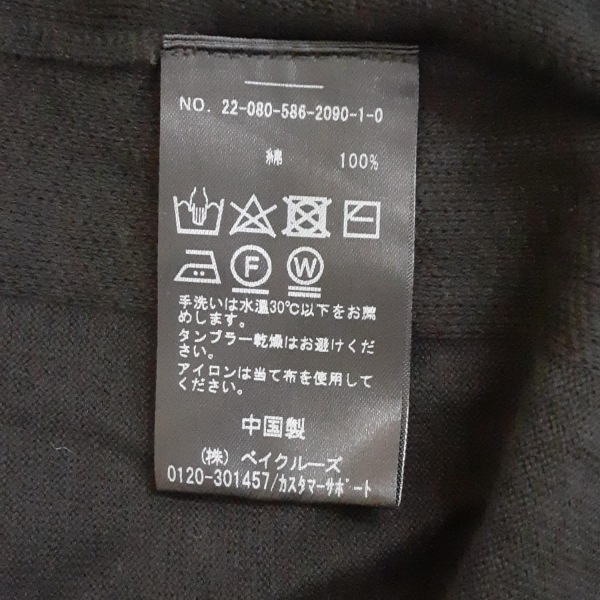 NO. 22-080-586-2090-1-0
綿 100%
F W
手洗いは水温30℃以下をお薦
めします。
タンブラー乾燥はお避けくだ
さい。
アイロンは当て布を使用して
ください。
中国製
(株) ベイクルーズ
0120-301457/カスタマーサポート